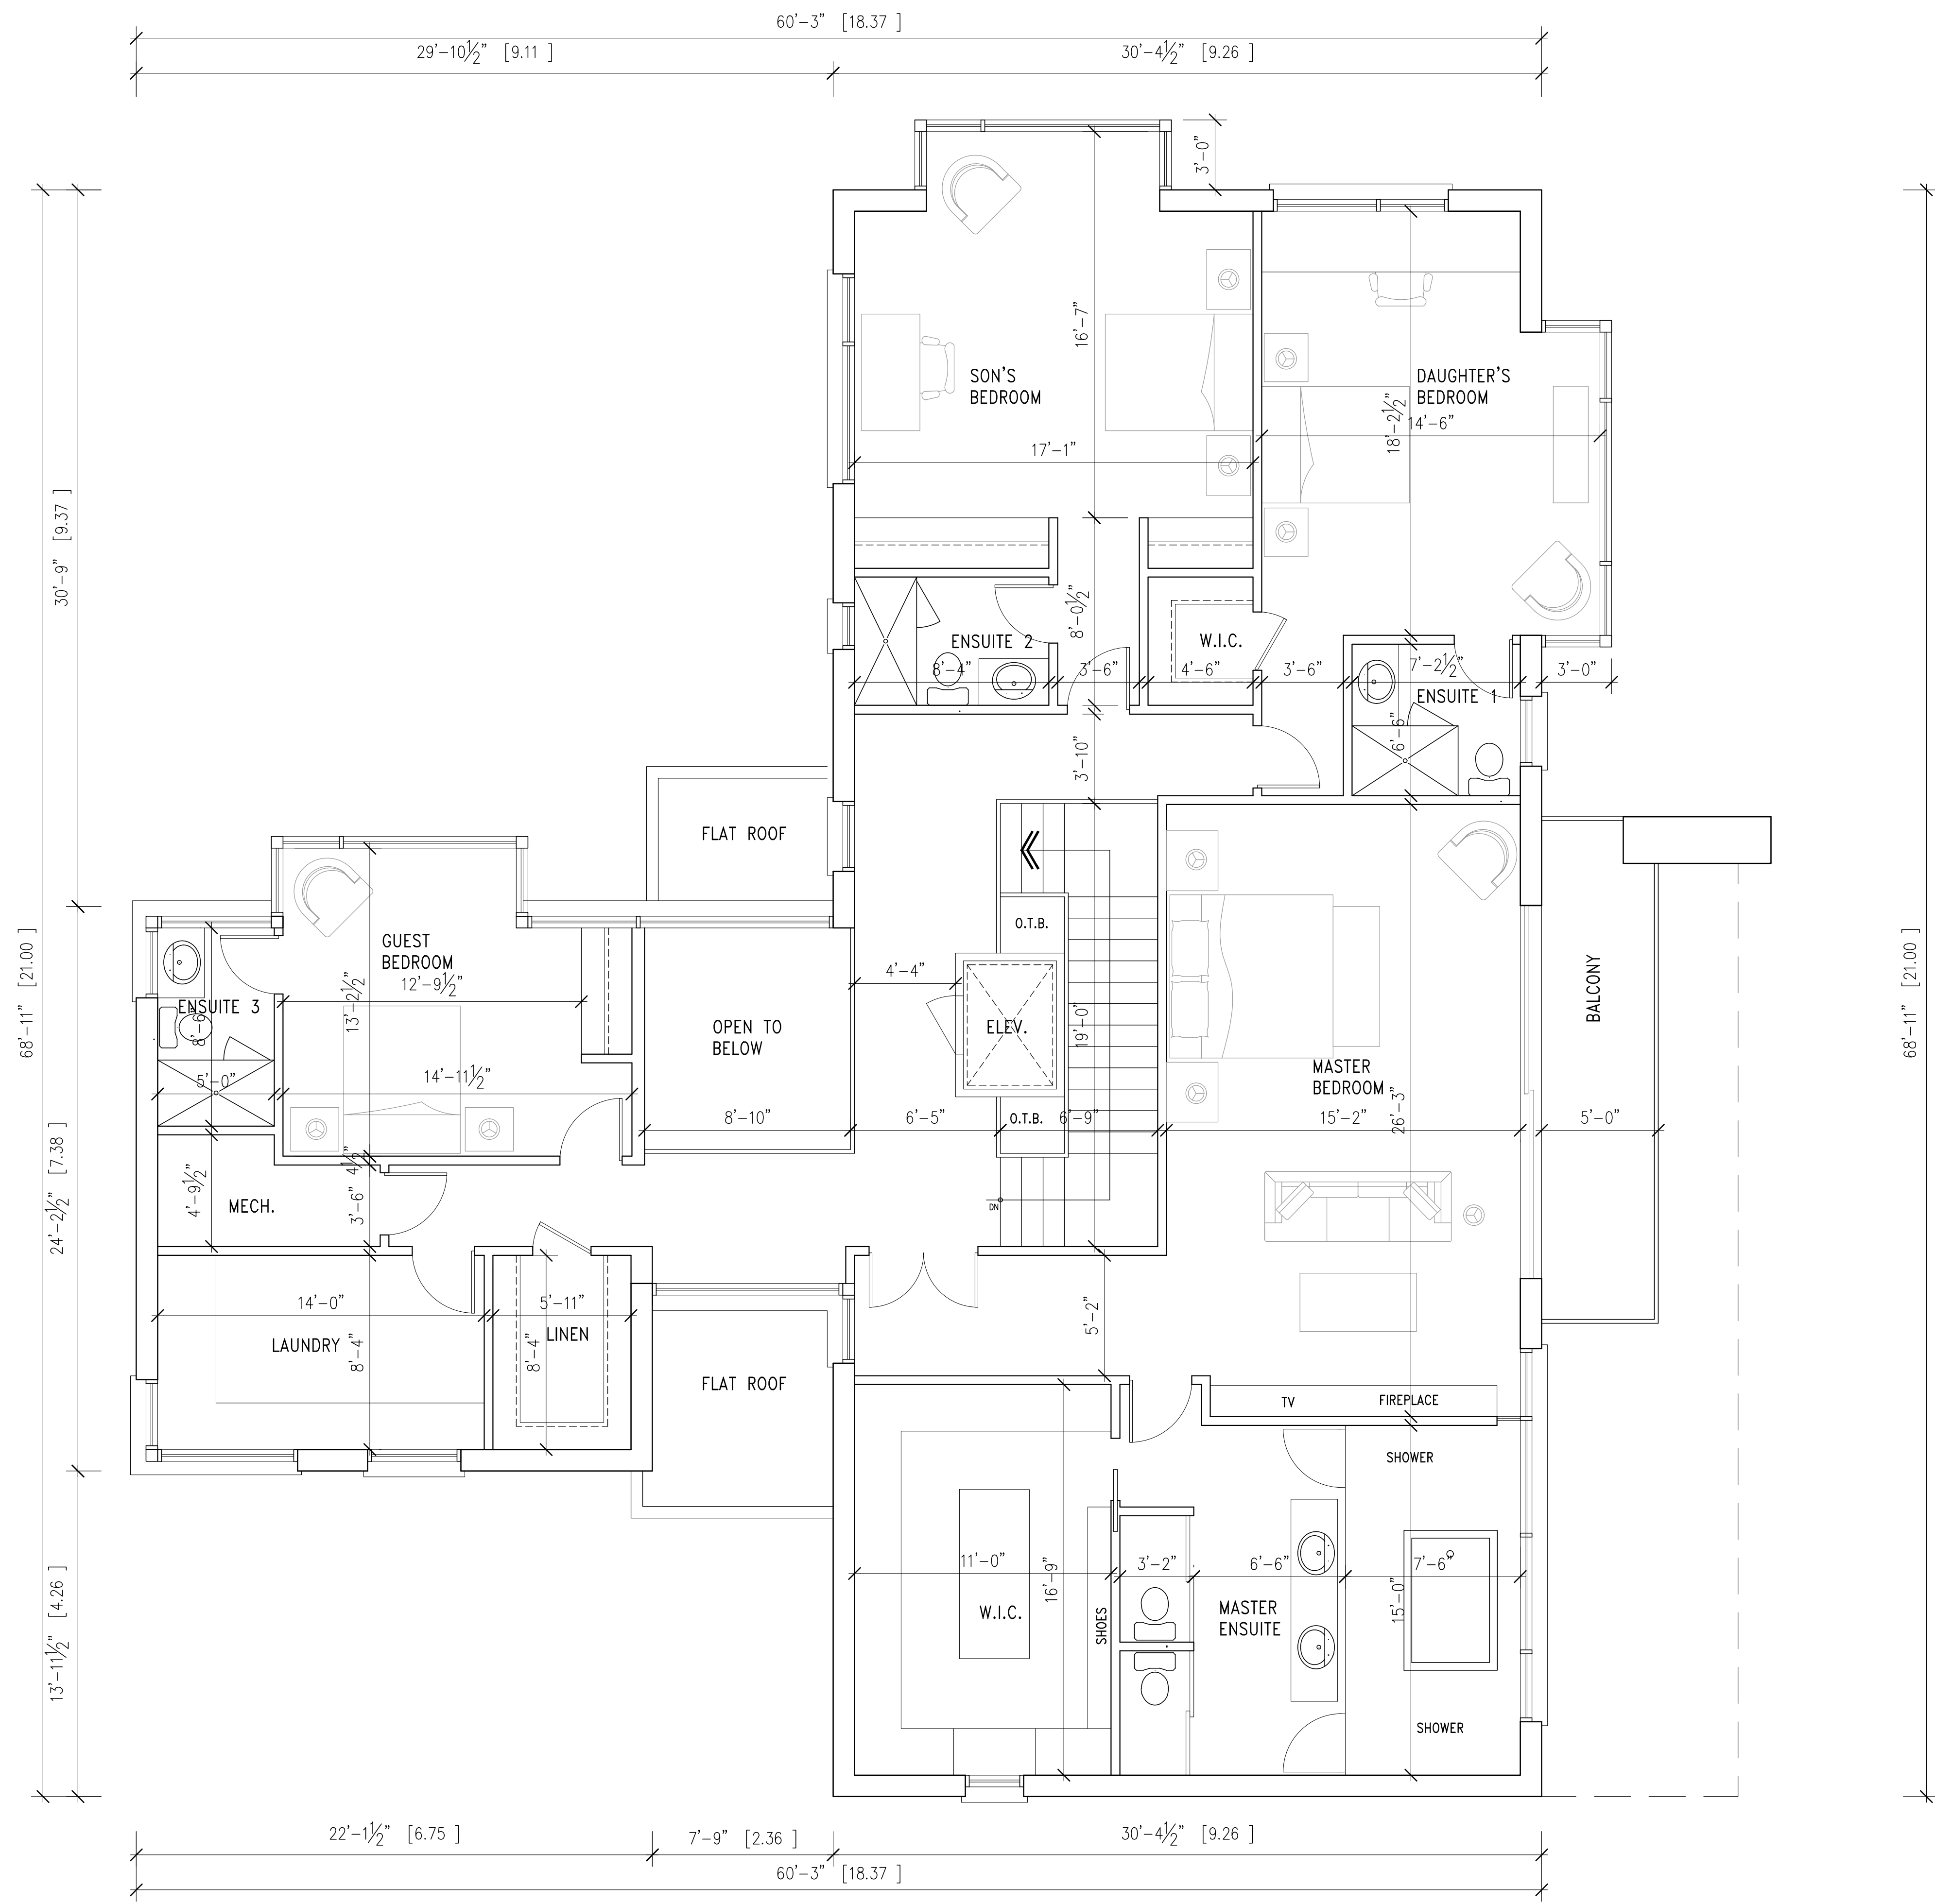 60'-3" [18.37 ]
29'-10½" [9.11 ]
30'-4½" [9.26 ]
3'-0"
16'-7"
SON'S
BEDROOM
DAUGHTER'S
BEDROOM
18'-2½"
14'-6"
17'-1"
30'-9" [9.37 ]
8'-0½"
ENSUITE 2
W.I.C.
8'-4"
3'-6"
4'-6"
3'-6"
7'-2½"
3'-0"
ENSUITE 1
6'-6"
3'-10"
FLAT ROOF
68'-11" [21.00 ]
68'-11" [21.00 ]
GUEST
BEDROOM
12'-9½"
13'-2½"
O.T.B.
4'-4"
BALCONY
ENSUITE 3
8'-6"
OPEN TO
BELOW
ELEV.
19'-0"
MASTER
BEDROOM
5'-0"
14'-11½"
8'-10"
6'-5"
O.T.B.
6'-9"
15'-2"
26'-3"
5'-0"
24'-2½" [7.38 ]
4½"
4'-9½"
MECH.
3'-6"
DN
14'-0"
5'-11"
LAUNDRY
8'-4"
8'-4"
LINEN
5'-2"
FLAT ROOF
TV
FIREPLACE
SHOWER
11'-0"
16'-9"
3'-2"
6'-6"
7'-6"
15'-0"
W.I.C.
SHOES
MASTER
ENSUITE
13'-11½" [4.26 ]
SHOWER
22'-1½" [6.75 ]
7'-9" [2.36 ]
30'-4½" [9.26 ]
60'-3" [18.37 ]